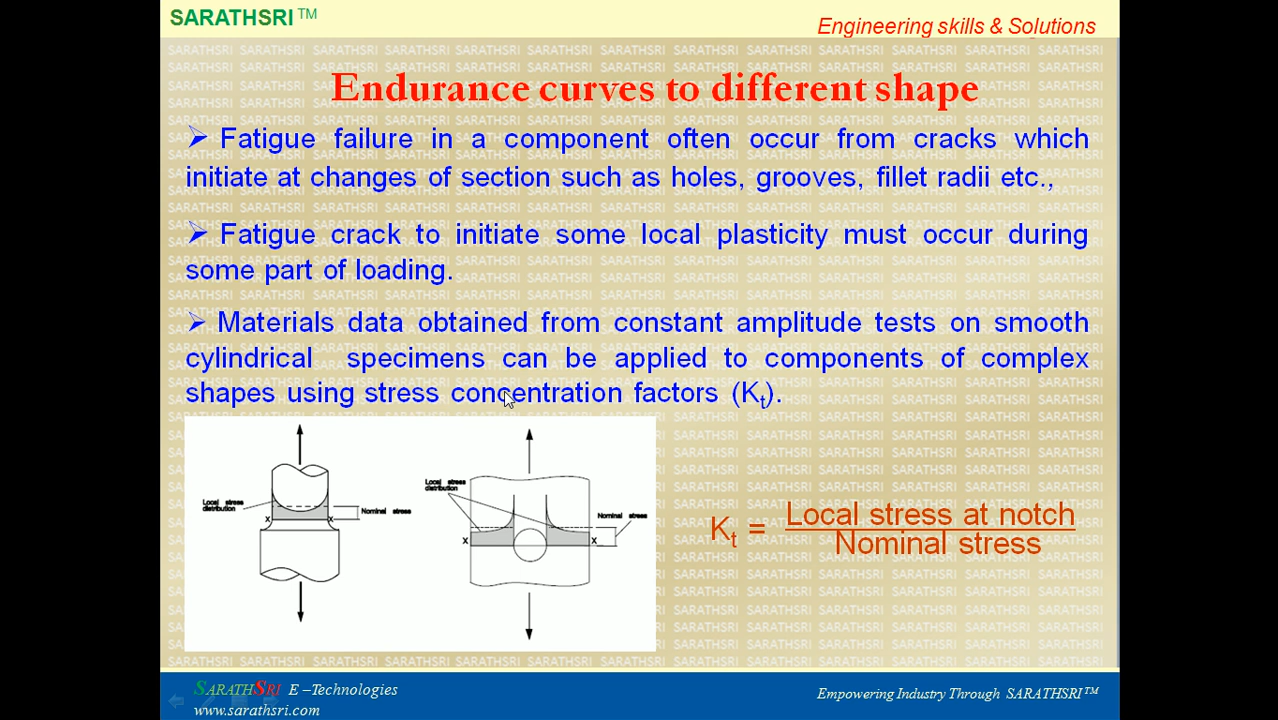 SARATHSRI™
Engineering skills & Solutions
Endurance curves to different shape
➢ Fatigue failure in a component often occur from cracks which
initiate at changes of section such as holes, grooves, fillet radii etc.,
➢ Fatigue crack to initiate some local plasticity must occur during
some part of loading.
➢ Materials data obtained from constant amplitude tests on smooth
cylindrical specimens can be applied to components of complex
shapes using stress concentration factors (Kt).
Local stress
distribution
Nominal stress
X
X
Local stress
distribution
Nominal stress
X
X
Kt = Local stress at notch
Nominal stress
SARATHSRI E –Technologies
www.sarathsri.com
Empowering Industry Through SARATHSRI™